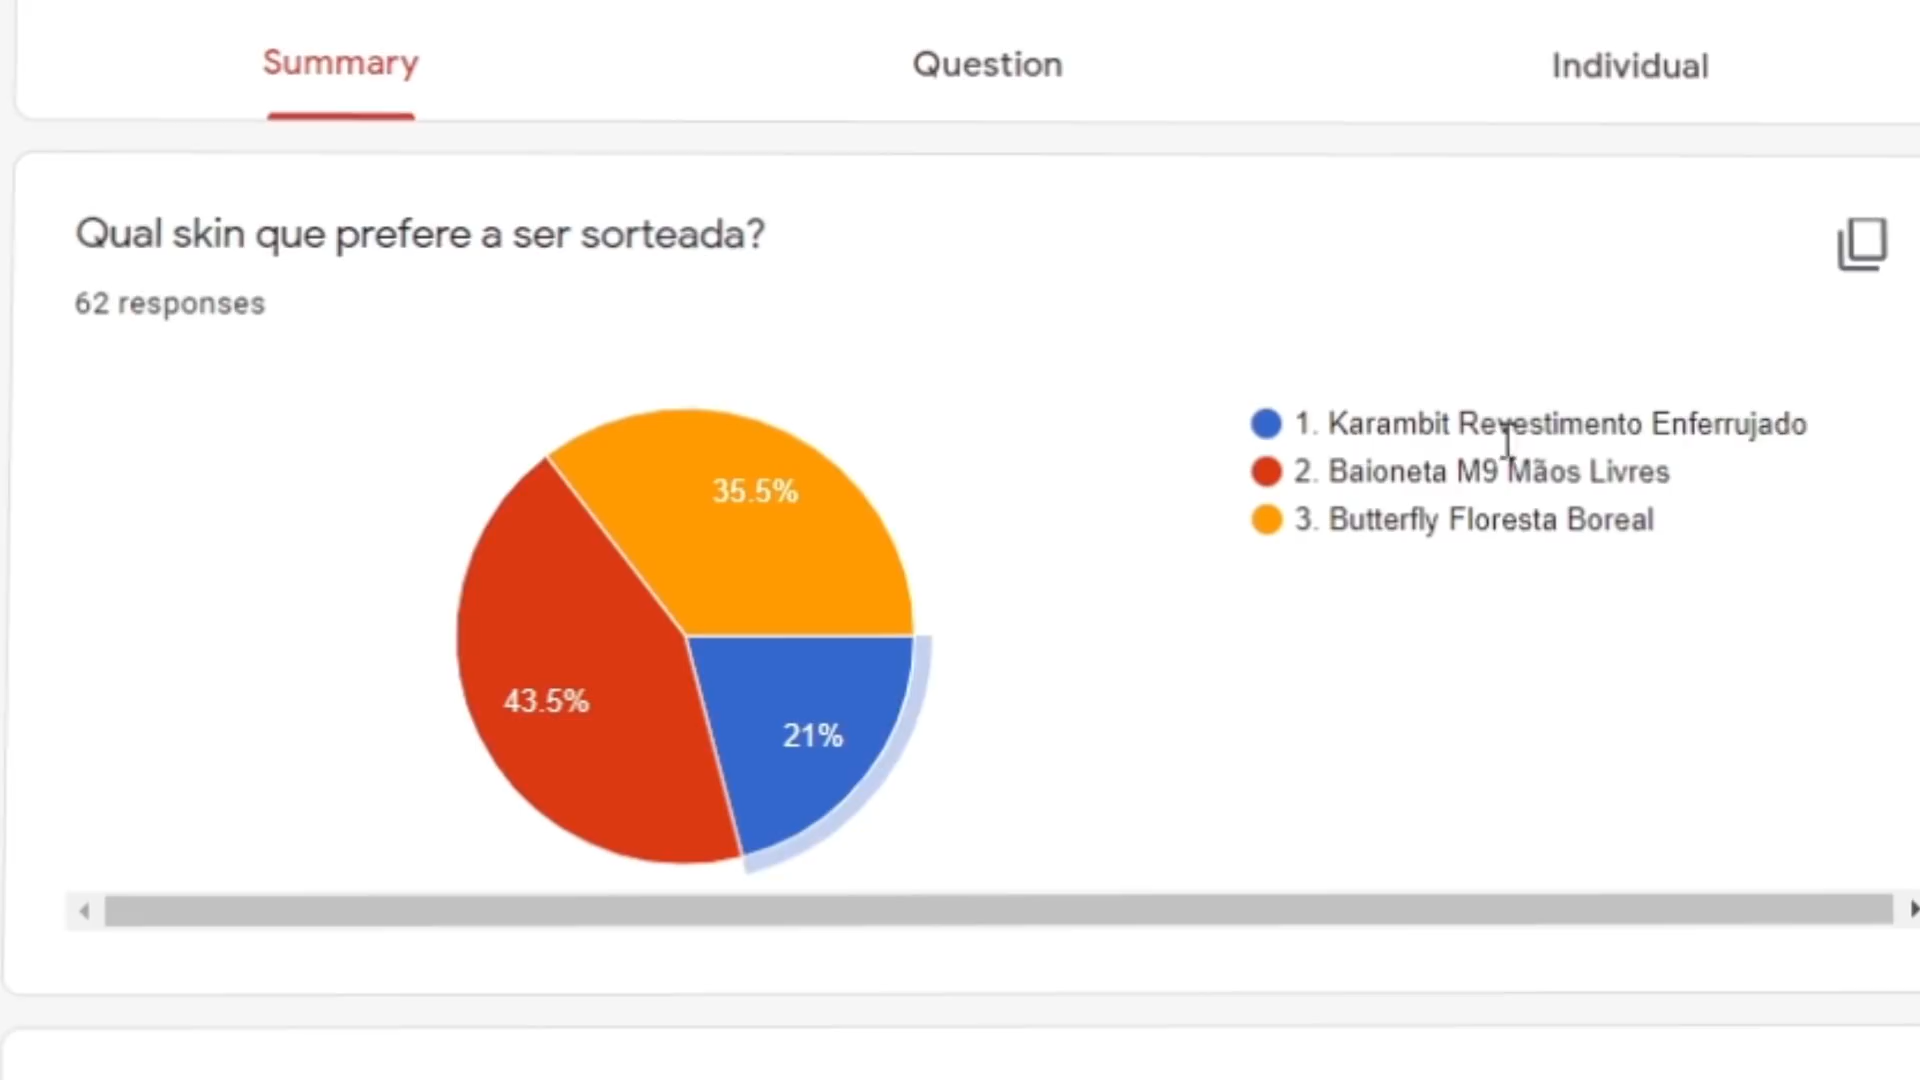 Summary
Question
Individual
Qual skin que prefere a ser sorteada?
62 responses
35.5%
43.5%
21%
1. Karambit Revestimento Enferrujado
2. Baioneta M9 Mãos Livres
3. Butterfly Floresta Boreal